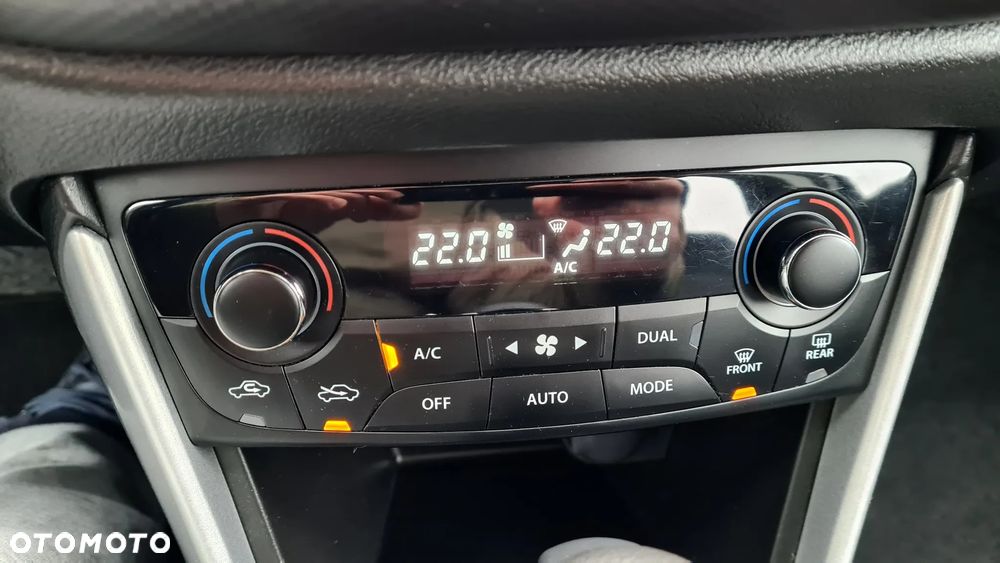 22.0 22.0
A/C
A/C
DUAL
FRONT
REAR
OFF
AUTO
MODE
OTOMOTO